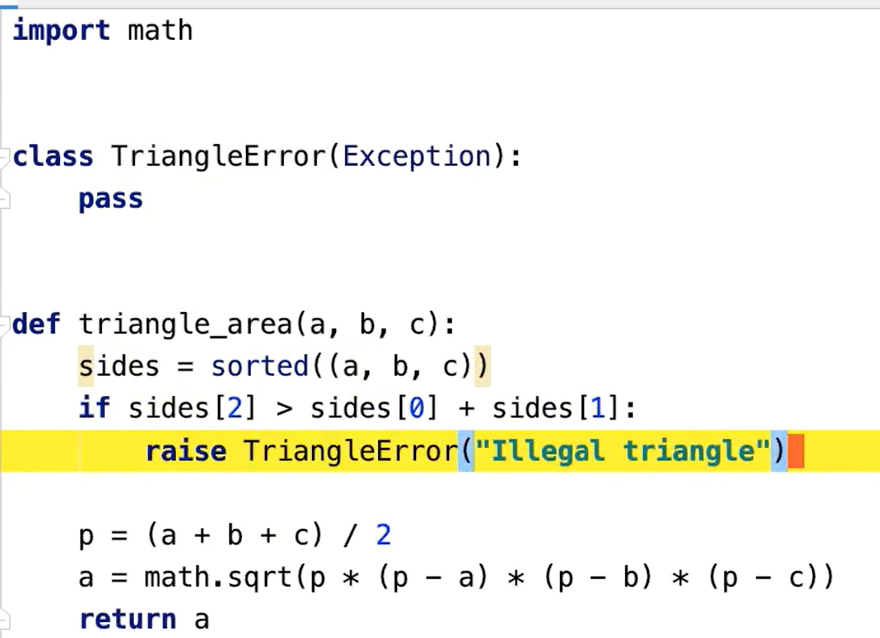 import math
class TriangleError(Exception):
    pass
def triangle_area(a, b, c):
    sides = sorted((a, b, c))
    if sides[2] > sides[0] + sides[1]:
        raise TriangleError("Illegal triangle")
    p = (a + b + c) / 2
    a = math.sqrt(p * (p - a) * (p - b) * (p - c))
    return a